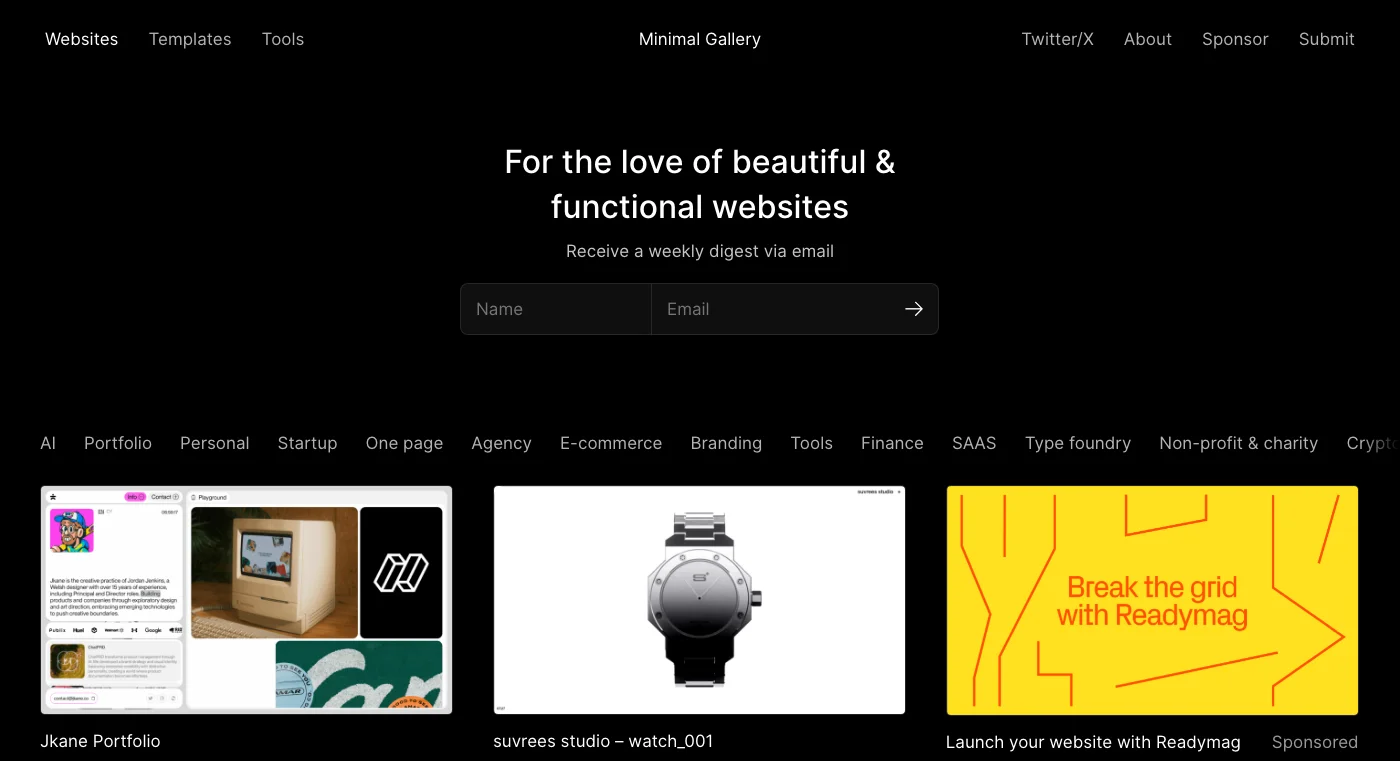 Websites Templates Tools Minimal Gallery Twitter/X About Sponsor Submit
For the love of beautiful &
functional websites
Receive a weekly digest via email
Name Email
AI Portfolio Personal Startup One page Agency E-commerce Branding Tools Finance SAAS Type foundry Non-profit & charity Crypto
Info Contact
Playground
Jkane is the creative practice of Jordan Jenkins, a
Welsh designer with over 15 years of experience,
including Principal and Director roles. Building
products and companies through exploratory design
and art direction, embracing emerging technologies
to push creative boundaries.
Google
suvrees studio
Break the grid
with Readymag
Jkane Portfolio
suvrees studio – watch_001
Launch your website with Readymag Sponsored